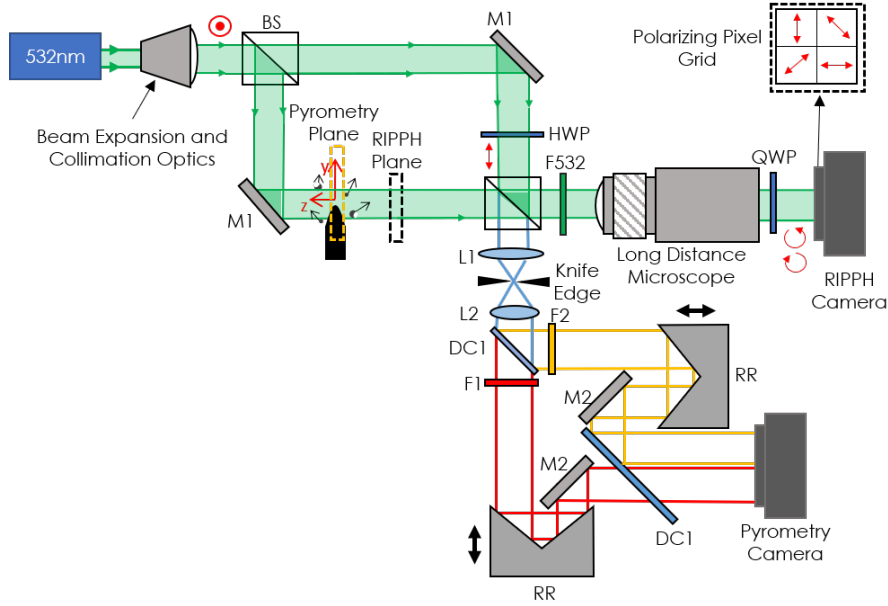 532nm
BS
M1
Polarizing Pixel
Grid
Beam Expansion and
Collimation Optics
Pyrometry
Plane
RIPPH
Plane
HWP
F532
QWP
y
z
M1
L1
Long Distance
Microscope
RIPPH
Camera
Knife
Edge
L2
F2
DC1
F1
RR
M2
M2
DC1
Pyrometry
Camera
RR